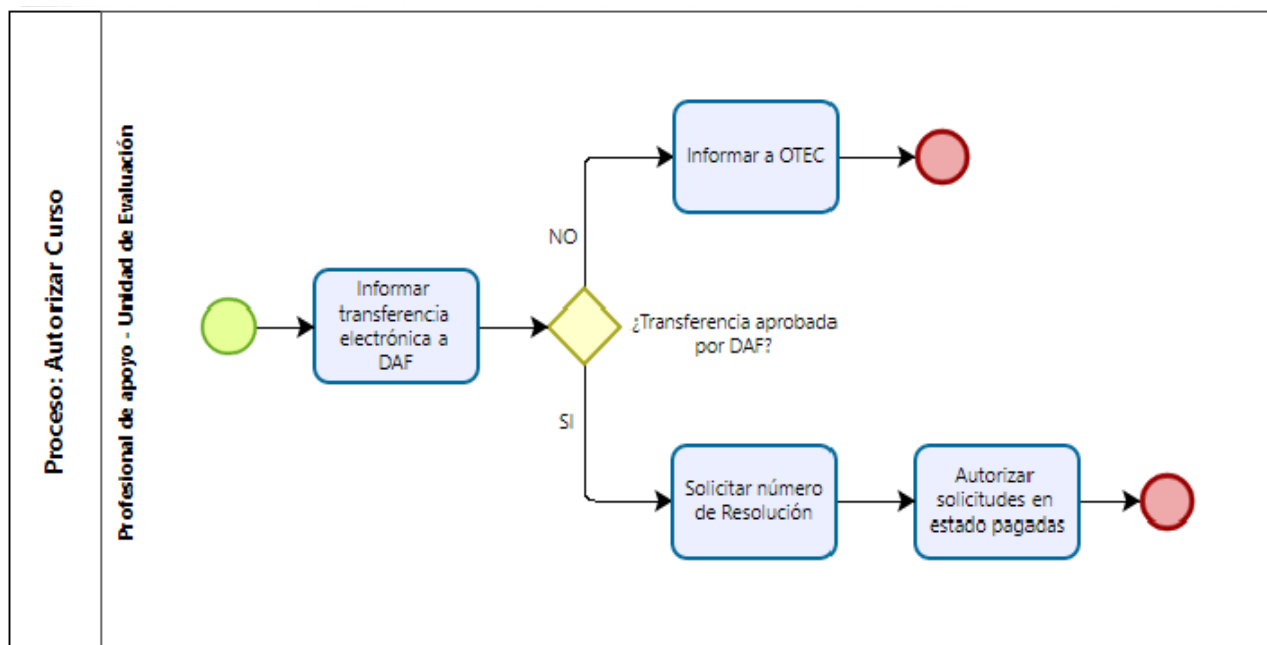 Proceso: Autorizar Curso
Profesional de apoyo - Unidad de Evaluación
Informar
transferencia
electrónica a
DAF
¿Transferencia aprobada
por DAF?
NO
Informar a OTEC
SI
Solicitar número
de Resolución
Autorizar
solicitudes en
estado pagadas